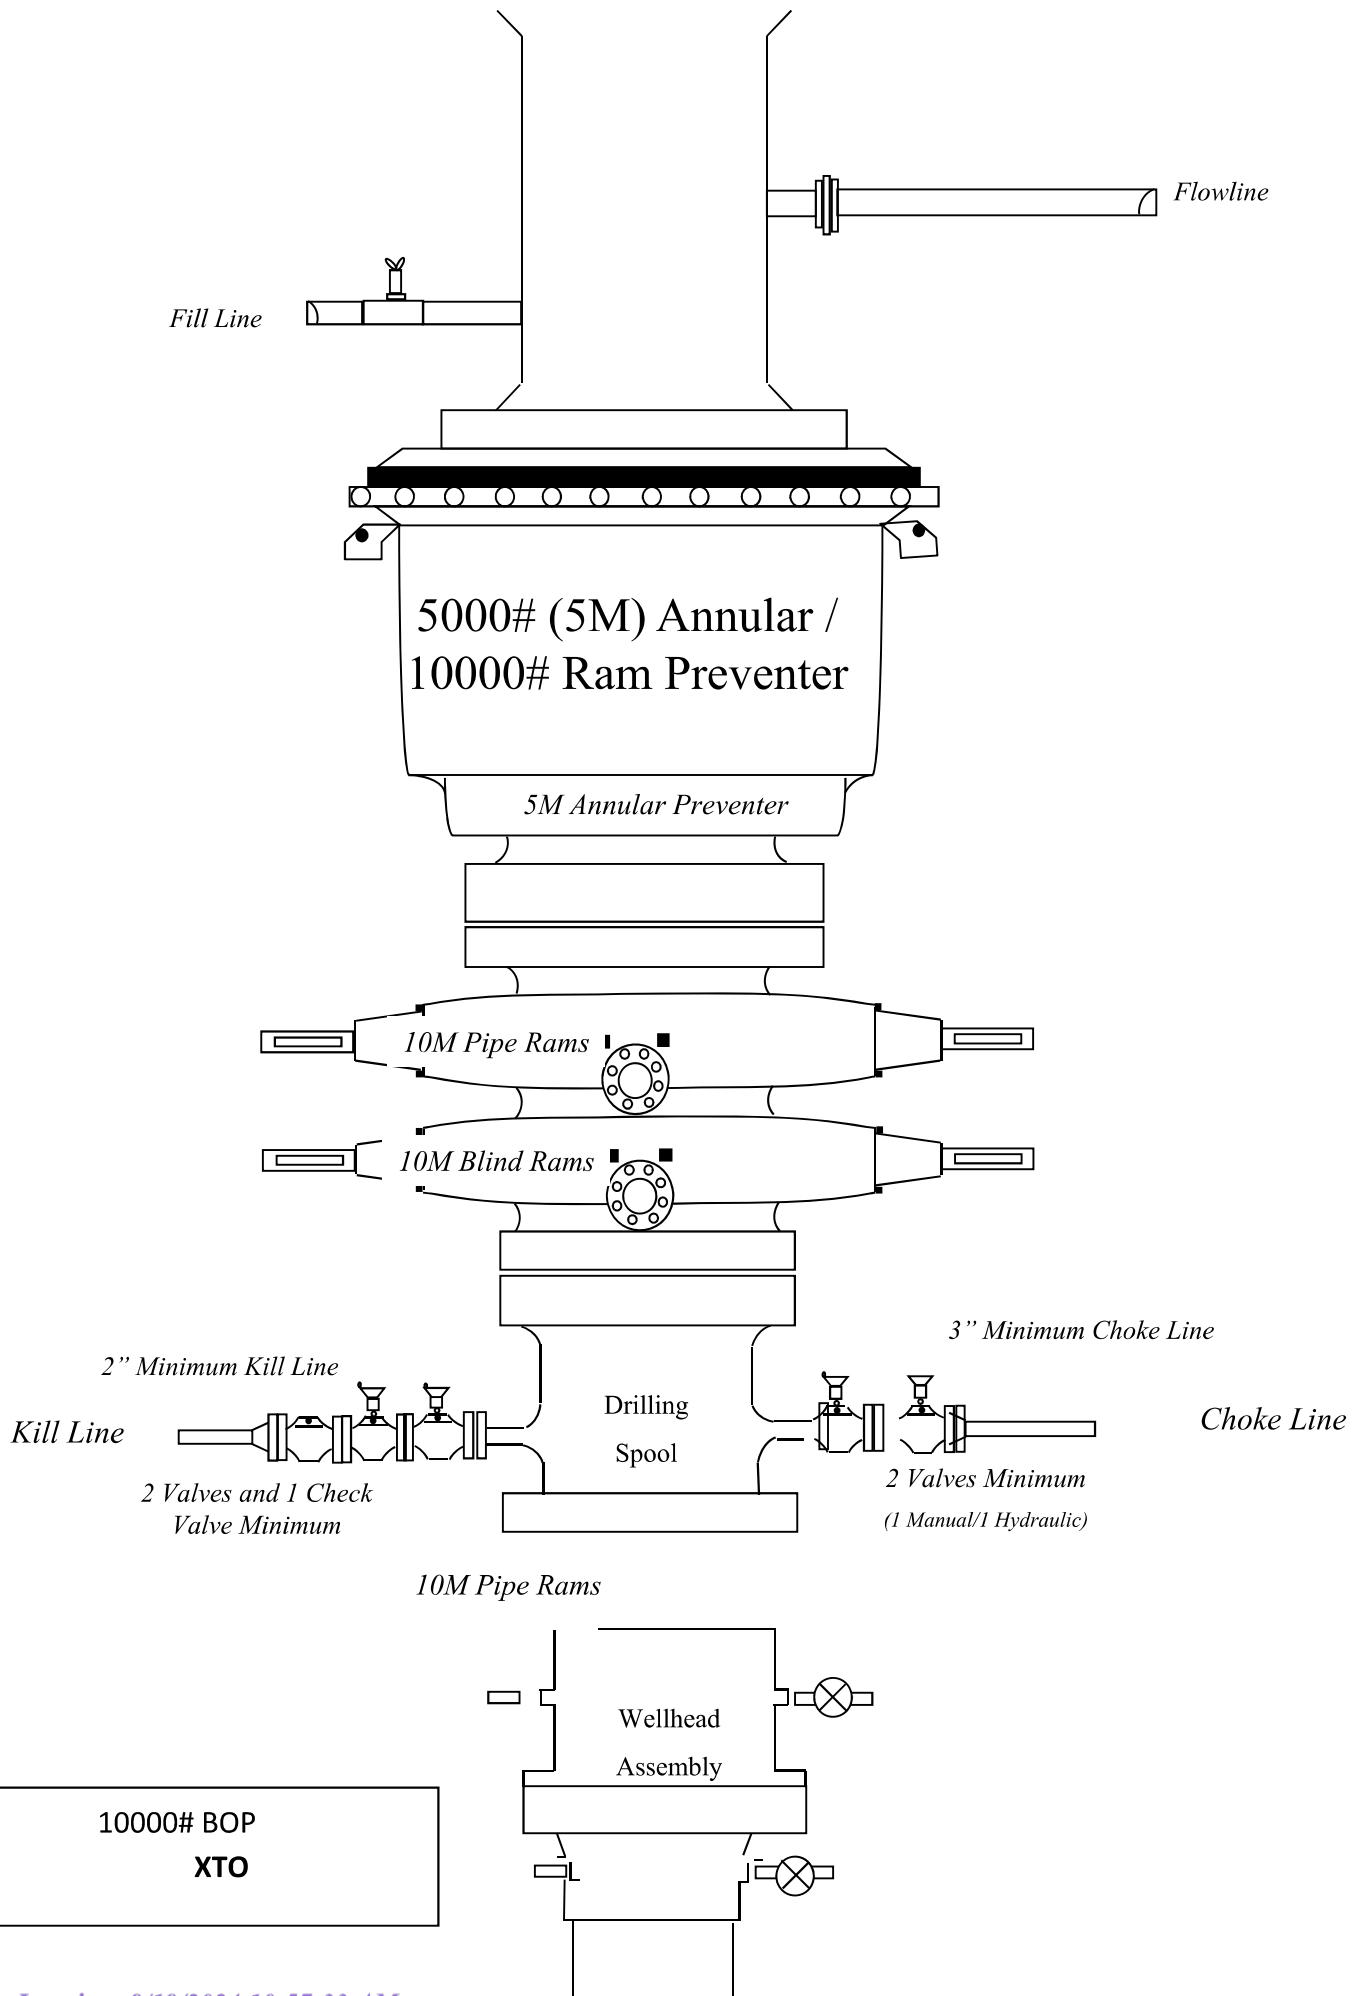 Flowline
Fill Line
5000# (5M) Annular /
10000# Ram Preventer
5M Annular Preventer
10M Pipe Rams
10M Blind Rams
3” Minimum Choke Line
2” Minimum Kill Line
Drilling
Spool
Kill Line
Choke Line
2 Valves and 1 Check
Valve Minimum
2 Valves Minimum
(1 Manual/1 Hydraulic)
10M Pipe Rams
Wellhead
Assembly
10000# BOP
XTO